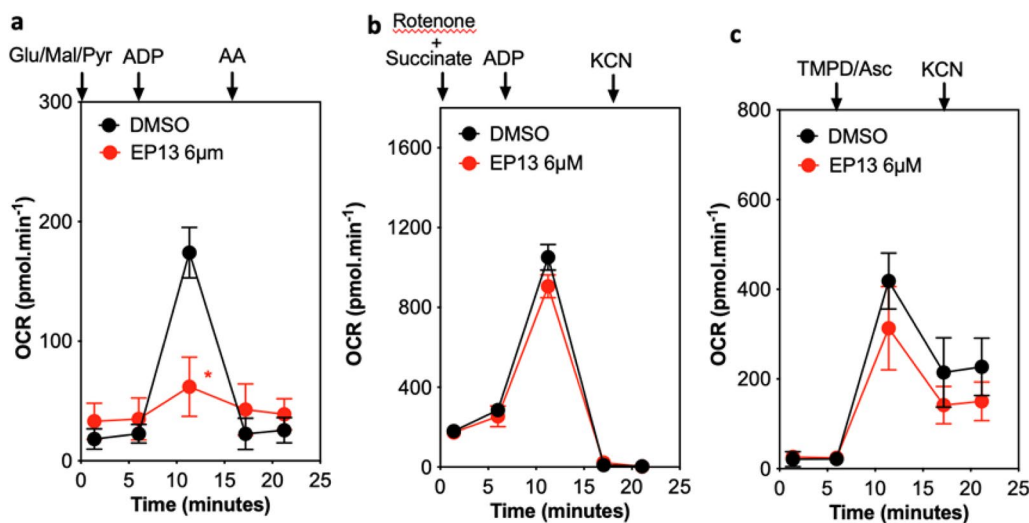 a
Glu/Mal/Pyr ADP AA
300
200
100
0
OCR (pmol.min-1)
DMSO
EP13 6µm
*
0 5 10 15 20 25
Time (minutes)
b
Rotenone
+
Succinate ADP KCN
1600
1200
800
400
0
OCR (pmol.min-1)
DMSO
EP13 6µM
0 5 10 15 20 25
Time (minutes)
c
TMPD/Asc KCN
800
600
400
200
0
OCR (pmol.min-1)
DMSO
EP13 6µM
0 5 10 15 20 25
Time (minutes)